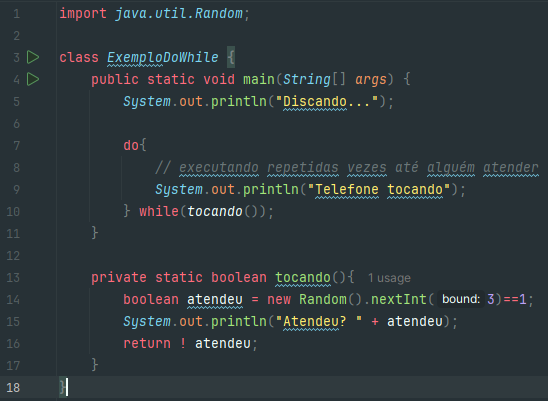 1 import java.util.Random;
2
3 class ExemploDoWhile {
4 public static void main(String[] args) {
5 System.out.println("Discando...");
6
7 do{
8 // executando repetidas vezes até alguém atender
9 System.out.println("Telefone tocando");
10 } while(tocando());
11 }
12
13 private static boolean tocando(){ 1 usage
14 boolean atendeu = new Random().nextInt( bound: 3)==1;
15 System.out.println("Atendeu? " + atendeu);
16 return ! atendeu;
17 }
18 }